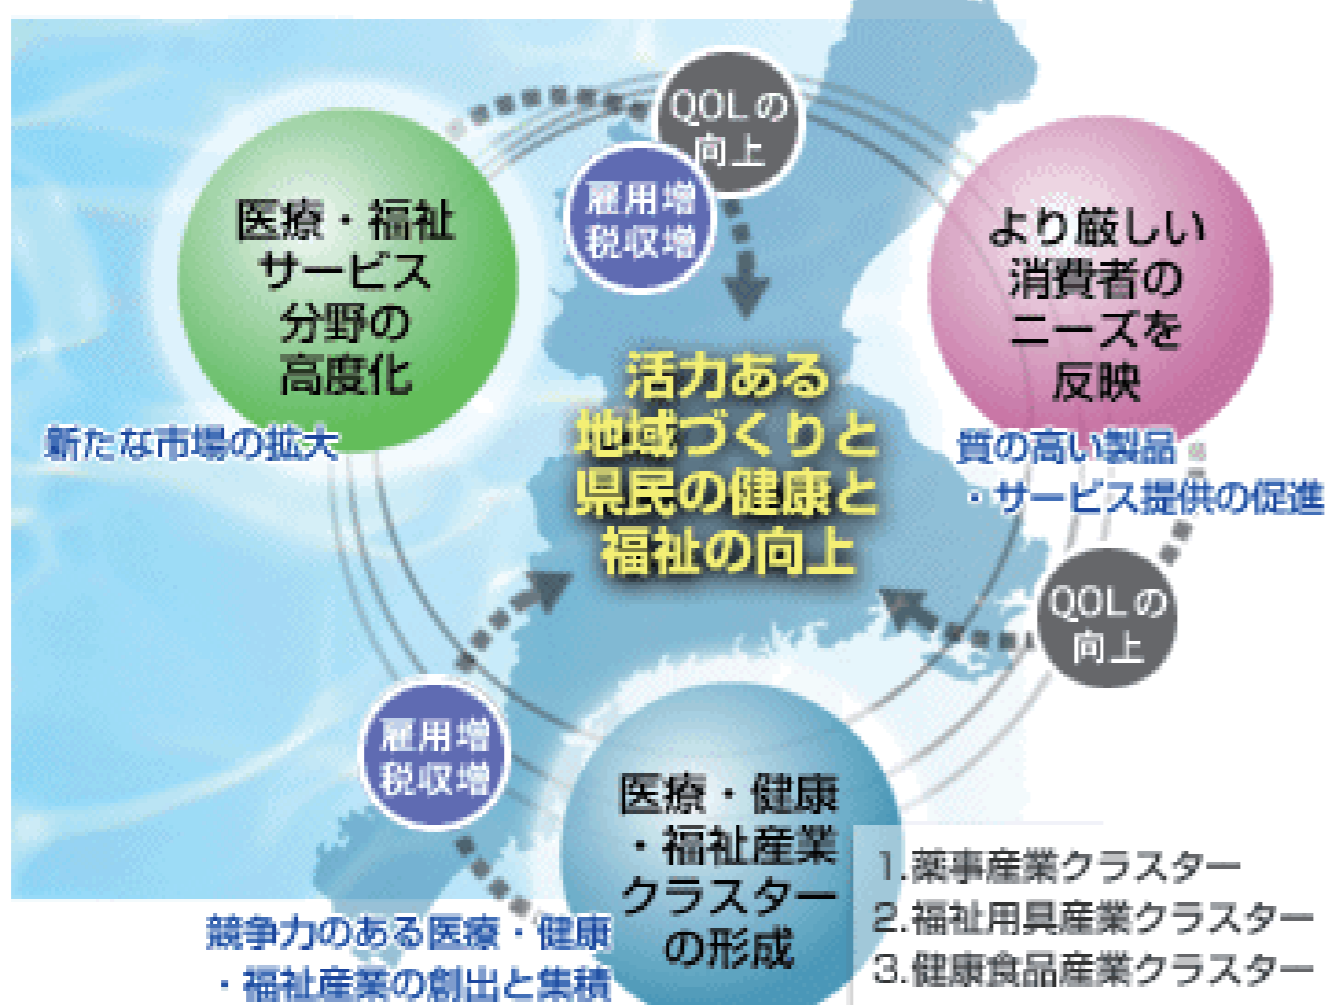 QOLの
向上
雇用増
税収増
医療・福祉
サービス
分野の
高度化
新たな市場の拡大
より厳しい
消費者の
ニーズを
反映
質の高い製品
・サービス提供の促進
活力ある
地域づくりと
県民の健康と
福祉の向上
QOLの
向上
雇用増
税収増
医療・健康
・福祉産業
クラスター
の形成
競争力のある医療・健康
・福祉産業の創出と集積
1.薬事産業クラスター
2.福祉用具産業クラスター
3.健康食品産業クラスター